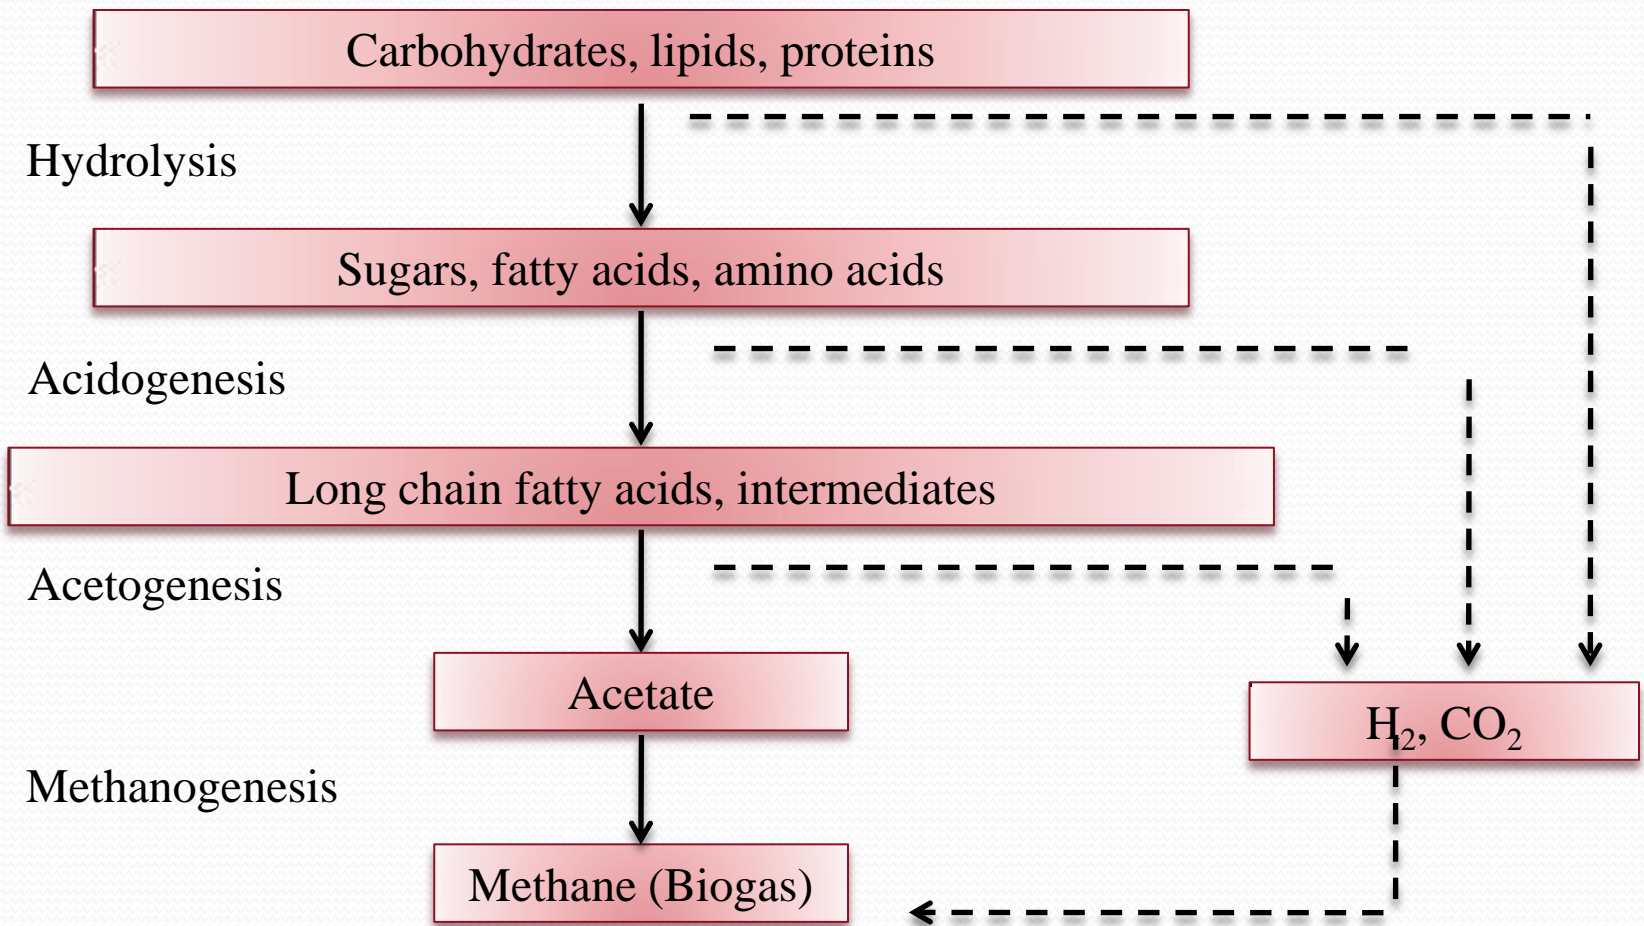 Carbohydrates, lipids, proteins
Hydrolysis
Sugars, fatty acids, amino acids
Acidogenesis
Long chain fatty acids, intermediates
Acetogenesis
Acetate
H₂, CO₂
Methanogenesis
Methane (Biogas)